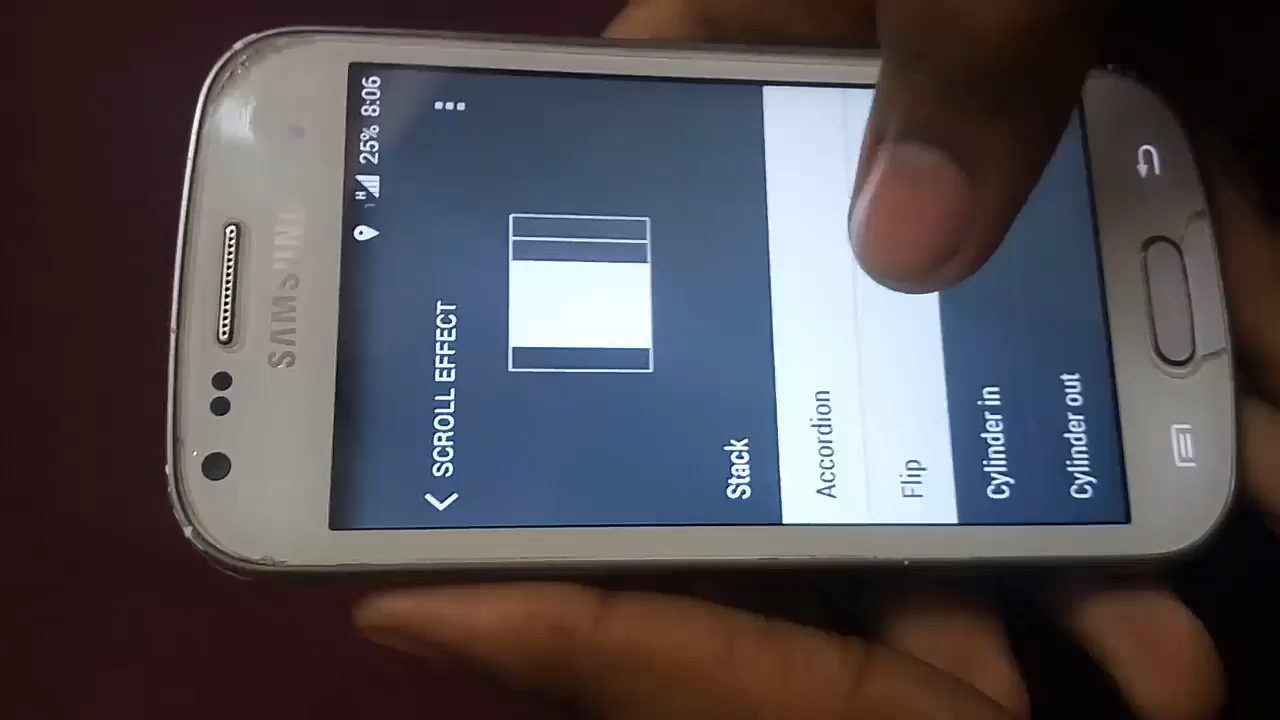 SAMSUNG
H 25% 8:06
SCROLL EFFECT
Stack
Accordion
Flip
Cylinder in
Cylinder out